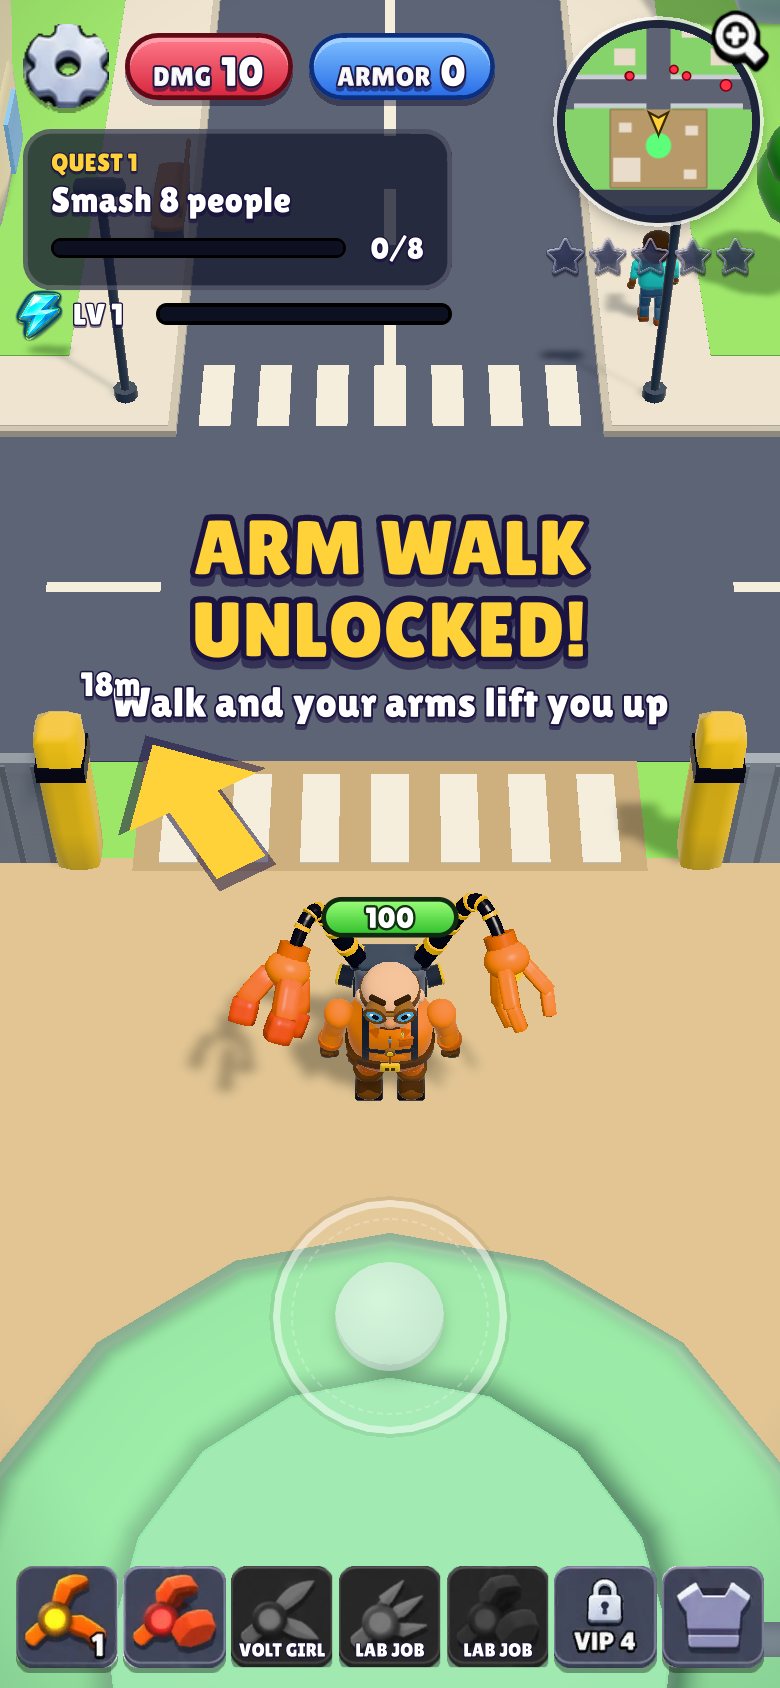 DMG 10
ARMOR 0
QUEST 1
Smash 8 people
0/8
LV 1
ARM WALK
UNLOCKED!
18m
Walk and your arms lift you up
100
1
VOLT GIRL
LAB JOB
LAB JOB
VIP 4